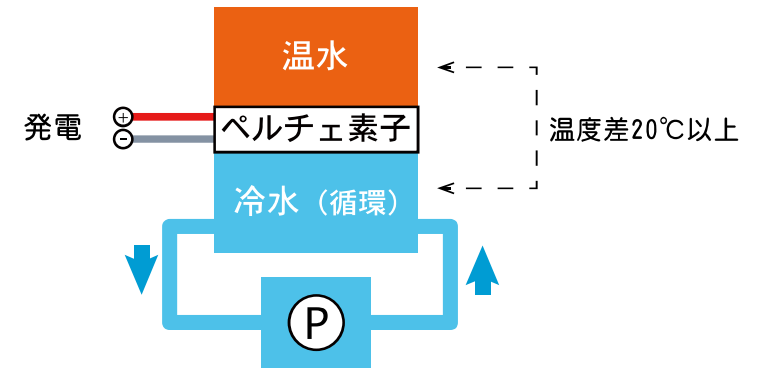 温水
発電
+
-
ペルチェ素子
温度差20℃以上
冷水（循環）
P